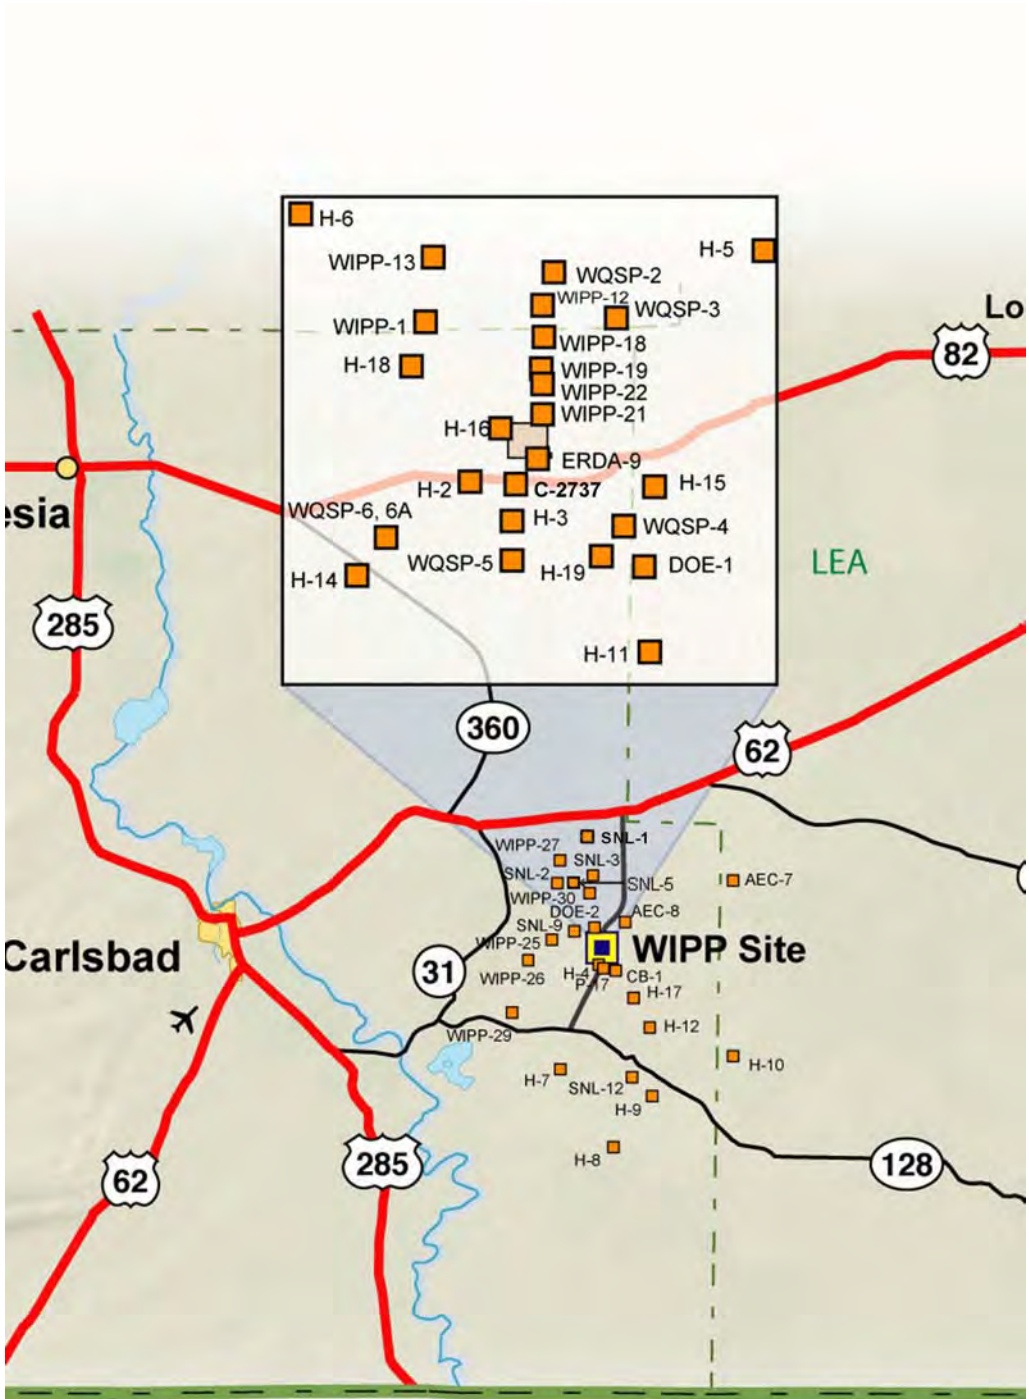 H-6
H-5
WIPP-13
WQSP-2
WIPP-12
WQSP-3
Lo
WIPP-1
WIPP-18
82
H-18
WIPP-19
WIPP-22
WIPP-21
H-16
ERDA-9
H-2
C-2737
H-15
esia
WQSP-6, 6A
H-3
WQSP-4
WQSP-5
H-19
DOE-1
LEA
H-14
285
H-11
360
62
SNL-1
WIPP-27
SNL-3
SNL-2
SNL-5
AEC-7
WIPP-30
DOE-2
AEC-8
SNL-9
WIPP-25
WIPP Site
Carlsbad
31
WIPP-26
H-4
CB-1
P-17
H-17
WIPP-29
H-12
H-10
H-7
SNL-12
H-9
H-8
62
285
128